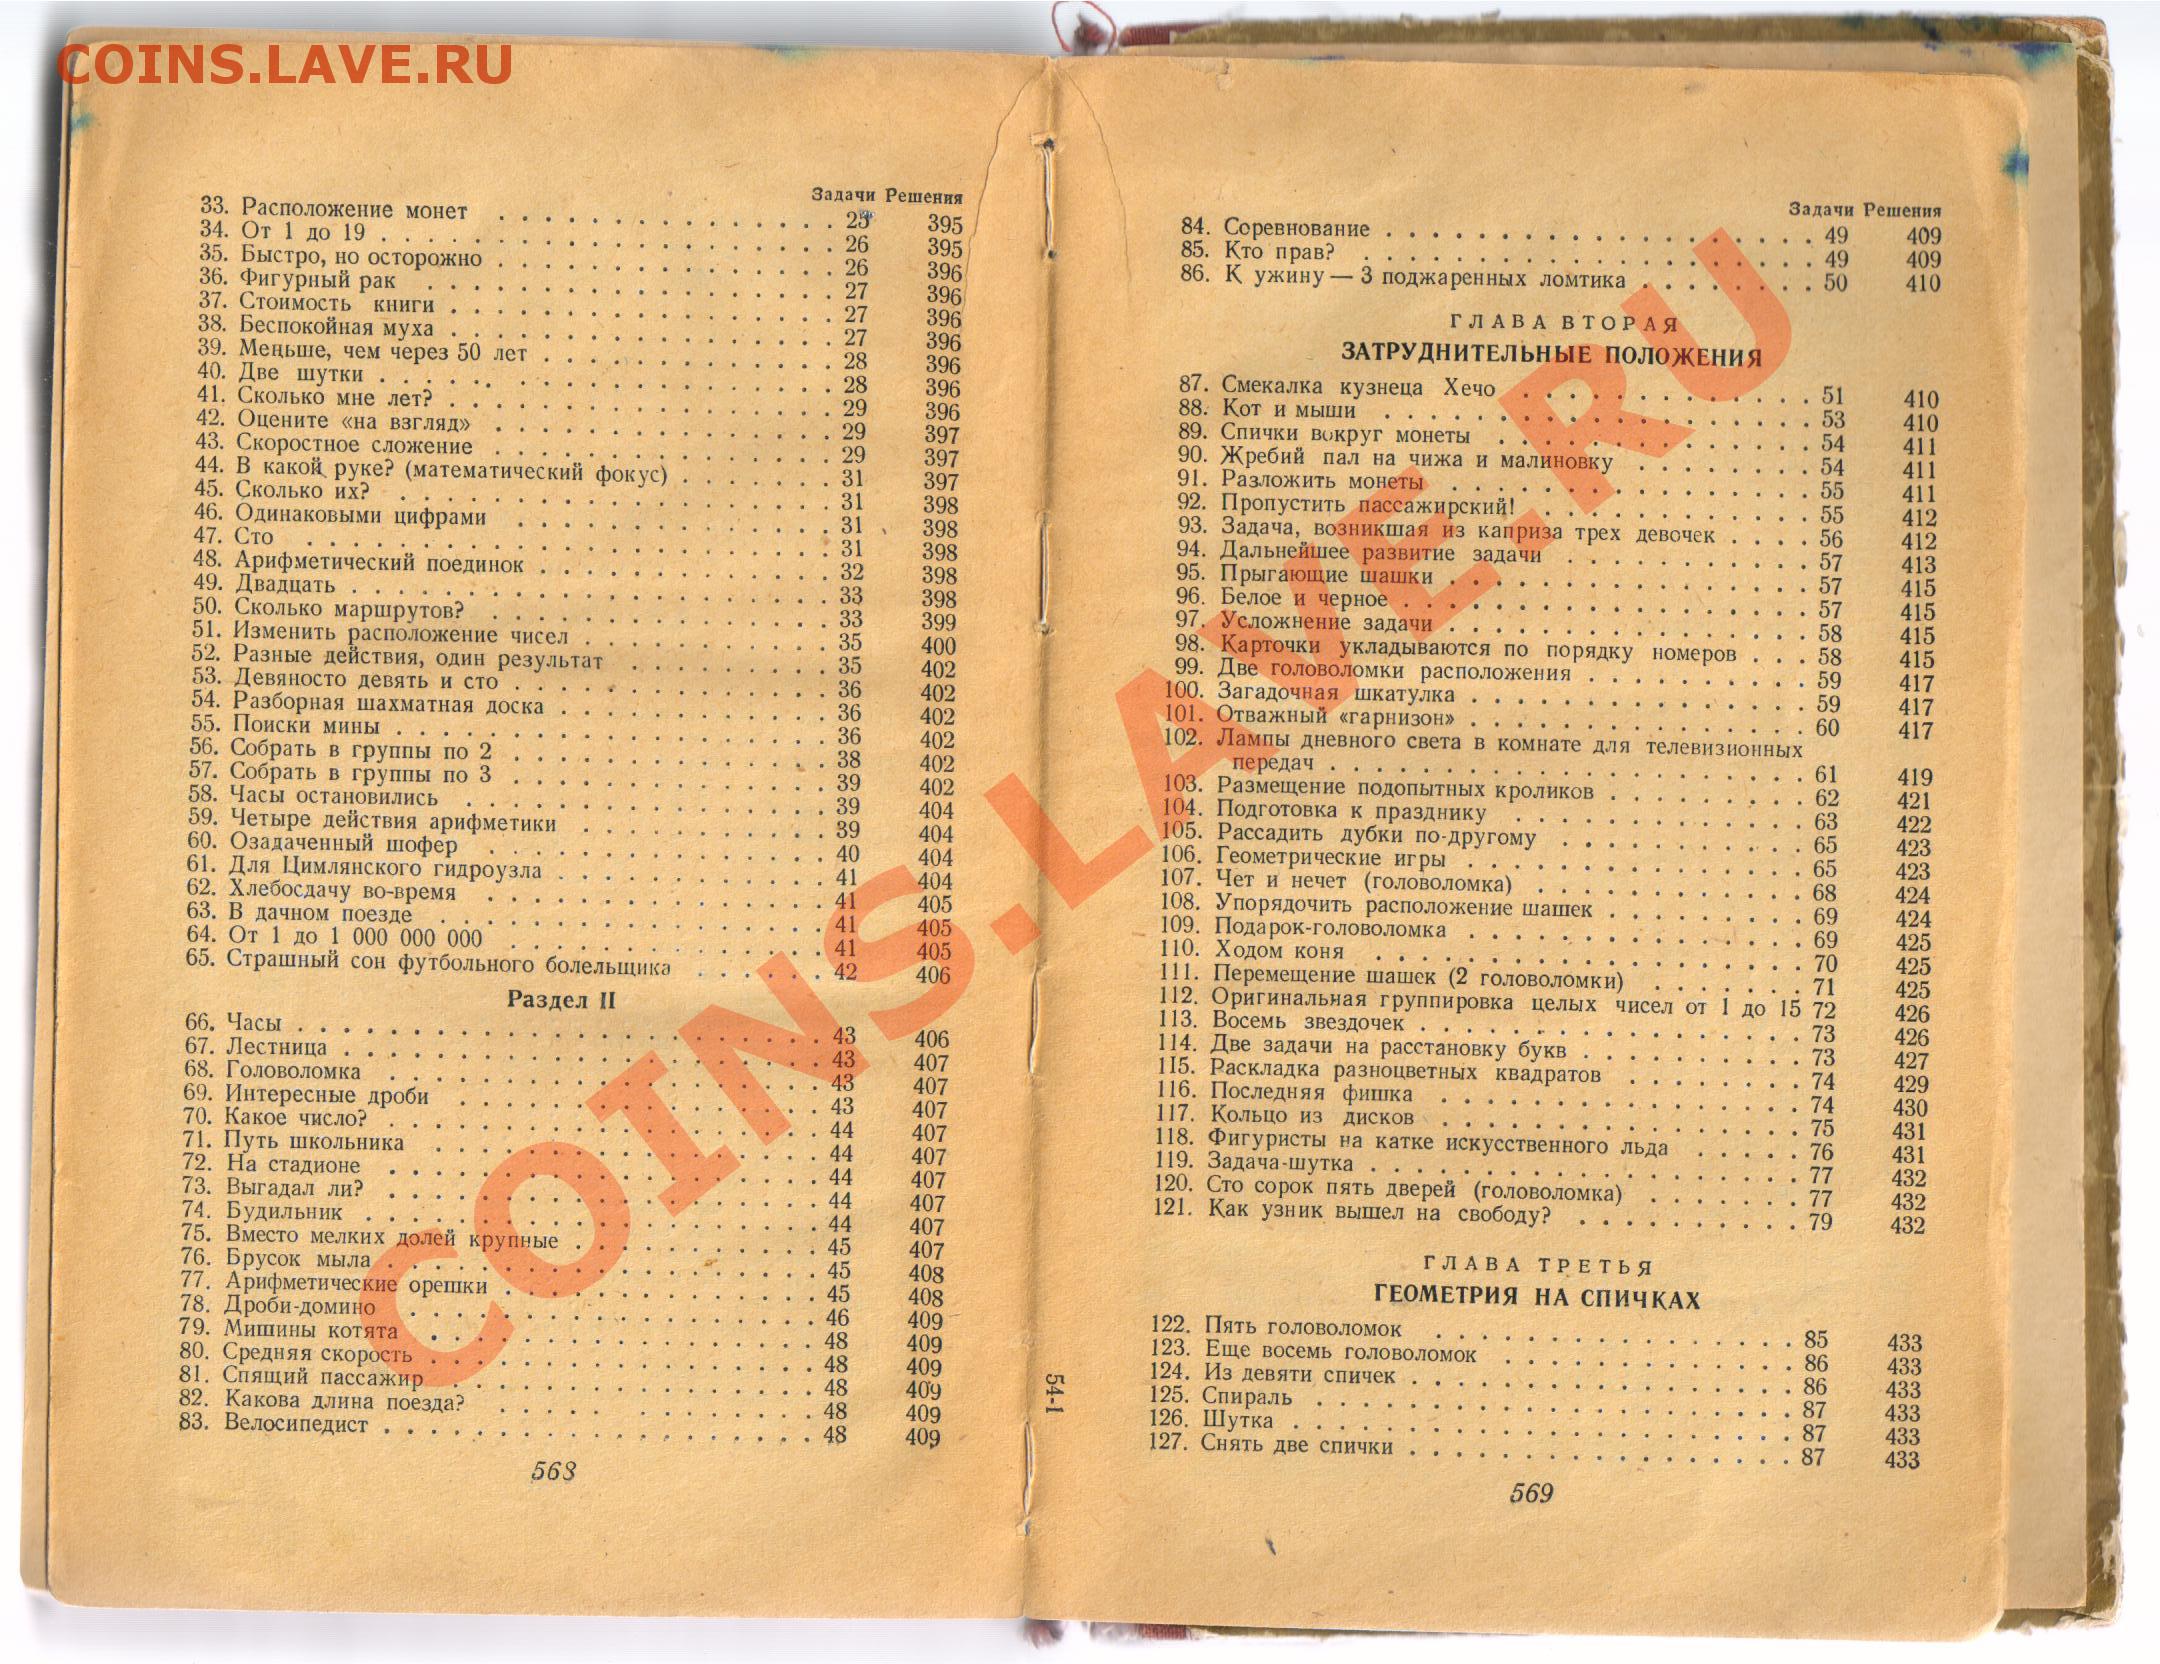 COINS.LAVE.RU
Задачи Решения
33. Расположение монет . . . 25 395
34. От 1 до 19 . . . 26 395
35. Быстро, но осторожно . . . 26 396
36. Фигурный рак . . . 27 396
37. Стоимость книги . . . 27 396
38. Беспокойная муха . . . 27 396
39. Меньше, чем через 50 лет . . . 28 396
40. Две шутки . . . 28 396
41. Сколько мне лет? . . . 29 396
42. Оцените «на взгляд» . . . 29 397
43. Скоростное сложение . . . 29 397
44. В какой руке? (математический фокус) . . . 31 397
45. Сколько их? . . . 31 398
46. Одинаковыми цифрами . . . 31 398
47. Сто . . . 31 398
48. Арифметический поединок . . . 32 398
49. Двадцать . . . 33 398
50. Сколько маршрутов? . . . 33 399
51. Изменить расположение чисел . . . 35 400
52. Разные действия, один результат . . . 35 402
53. Девяносто девять и сто . . . 36 402
54. Разборная шахматная доска . . . 36 402
55. Поиски мины . . . 36 402
56. Собрать в группы по 2 . . . 38 402
57. Собрать в группы по 3 . . . 39 402
58. Часы остановились . . . 39 404
59. Четыре действия арифметики . . . 39 404
60. Озадаченный шофер . . . 40 404
61. Для Цимлянского гидроузла . . . 41 404
62. Хлебосдачу во-время . . . 41 405
63. В дачном поезде . . . 41 405
64. От 1 до 1 000 000 000 . . . 41 405
65. Страшный сон футбольного болельщика . . . 42 406
Раздел II
66. Часы . . . 43 406
67. Лестница . . . 43 407
68. Головоломка . . . 43 407
69. Интересные дроби . . . 43 407
70. Какое число? . . . 44 407
71. Путь школьника . . . 44 407
72. На стадионе . . . 44 407
73. Выгадал ли? . . . 44 407
74. Будильник . . . 44 407
75. Вместо мелких долей крупные . . . 45 407
76. Брусок мыла . . . 45 408
77. Арифметические орешки . . . 45 408
78. Дроби-домино . . . 46 409
79. Мишины котята . . . 48 409
80. Средняя скорость . . . 48 409
81. Спящий пассажир . . . 48 409
82. Какова длина поезда? . . . 48 409
83. Велосипедист . . . 48 409
568
Задачи Решения
84. Соревнование . . . 49 409
85. Кто прав? . . . 49 409
86. К ужину — 3 поджаренных ломтика . . . 50 410
ГЛАВА ВТОРАЯ
ЗАТРУДНИТЕЛЬНЫЕ ПОЛОЖЕНИЯ
87. Смекалка кузнеца Хечо . . . 51 410
88. Кот и мыши . . . 53 410
89. Спички вокруг монеты . . . 54 411
90. Жребий пал на чижа и малиновку . . . 54 411
91. Разложить монеты . . . 55 411
92. Пропустить пассажирский! . . . 55 412
93. Задача, возникшая из каприза трех девочек . . . 56 412
94. Дальнейшее развитие задачи . . . 57 413
95. Прыгающие шашки . . . 57 415
96. Белое и черное . . . 57 415
97. Усложнение задачи . . . 58 415
98. Карточки укладываются по порядку номеров . . . 58 415
99. Две головоломки расположения . . . 59 417
100. Загадочная шкатулка . . . 59 417
101. Отважный «гарнизон» . . . 60 417
102. Лампы дневного света в комнате для телевизионных
передач . . . 61 419
103. Размещение подопытных кроликов . . . 62 421
104. Подготовка к празднику . . . 63 422
105. Рассадить дубки по-другому . . . 65 423
106. Геометрические игры . . . 65 423
107. Чет и нечет (головоломка) . . . 68 424
108. Упорядочить расположение шашек . . . 69 424
109. Подарок-головоломка . . . 69 425
110. Ходом коня . . . 70 425
111. Перемещение шашек (2 головоломки) . . . 71 425
112. Оригинальная группировка целых чисел от 1 до 15 72 426
113. Восемь звездочек . . . 73 426
114. Две задачи на расстановку букв . . . 73 427
115. Раскладка разноцветных квадратов . . . 74 429
116. Последняя фишка . . . 74 430
117. Кольцо из дисков . . . 75 431
118. Фигуристы на катке искусственного льда . . . 76 431
119. Задача-шутка . . . 77 432
120. Сто сорок пять дверей (головоломка) . . . 77 432
121. Как узник вышел на свободу? . . . 79 432
ГЛАВА ТРЕТЬЯ
ГЕОМЕТРИЯ НА СПИЧКАХ
122. Пять головоломок . . . 85 433
123. Еще восемь головоломок . . . 86 433
124. Из девяти спичек . . . 86 433
125. Спираль . . . 87 433
126. Шутка . . . 87 433
127. Снять две спички . . . 87 433
569
54-1
COINS.LAVE.RU